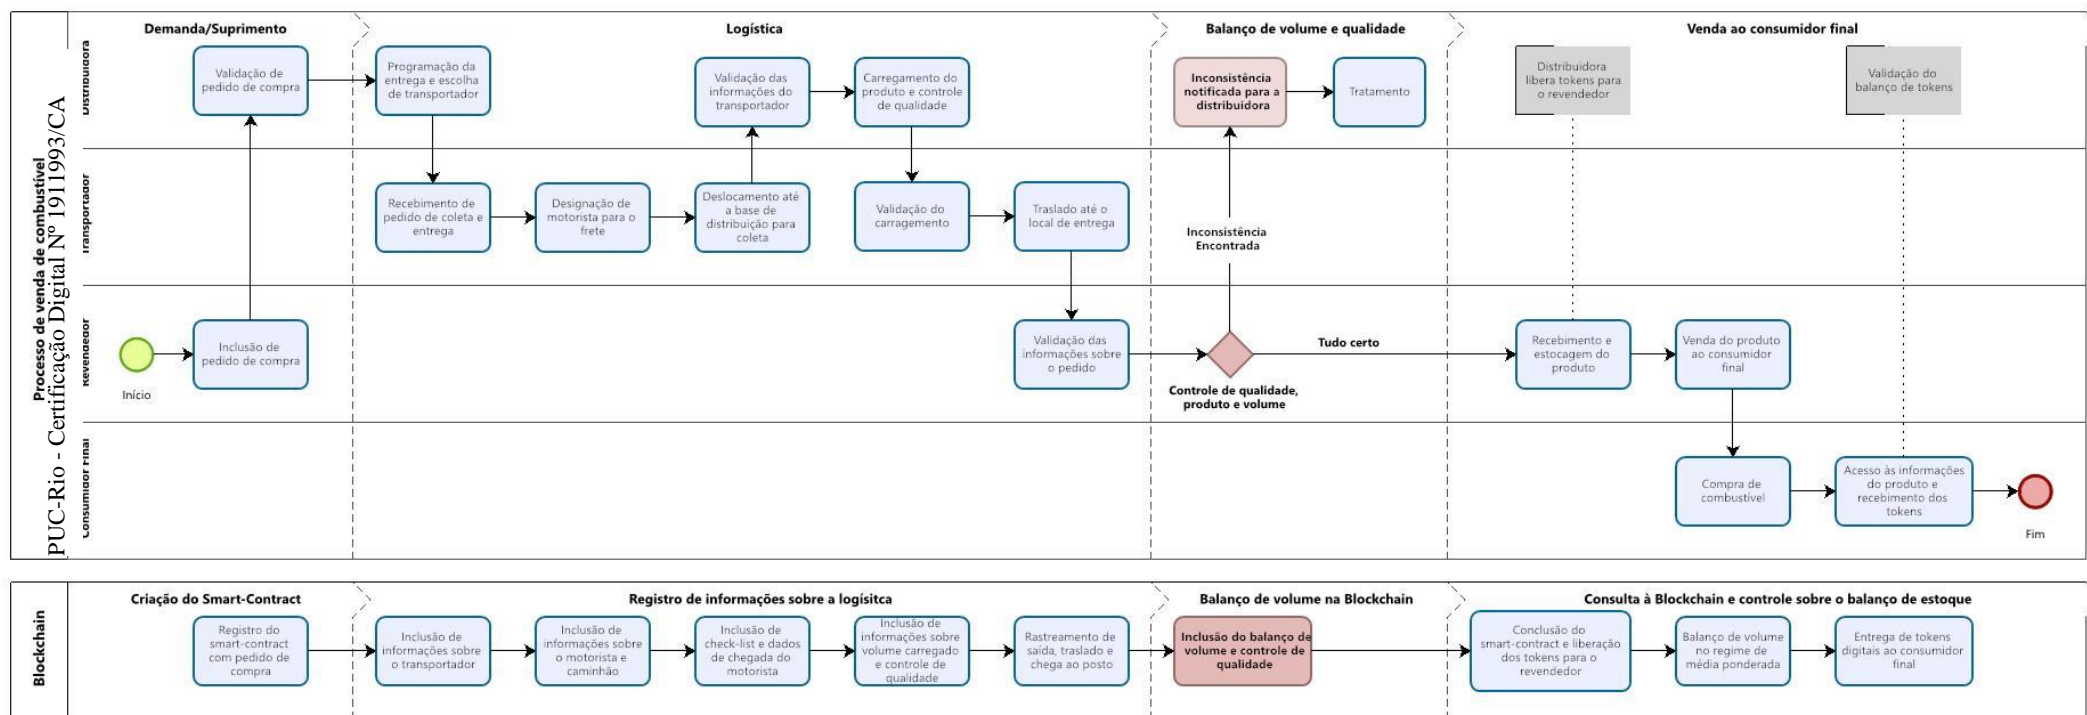 Demanda/Suprimento
Logística
Balanço de volume e qualidade
Venda ao consumidor final
Processo de venda de combustível
PUC-Rio - Certificação Digital Nº 1911993/CA
Distribuidora
Validação de
pedido de compra
Programação da
entrega e escolha
de transportador
Validação das
informações do
transportador
Carregamento do
produto e controle
de qualidade
Inconsistência
notificada para a
distribuidora
Tratamento
Distribuidora
libera tokens para
o revendedor
Validação do
balanço de tokens
Transportador
Recebimento de
pedido de coleta e
entrega
Designação de
motorista para o
frete
Deslocamento até
a base de
distribuição para
coleta
Validação do
carragemento
Traslado até o
local de entrega
Inconsistência
Encontrada
Revendedor
Início
Inclusão de
pedido de compra
Validação das
informações sobre
o pedido
Controle de qualidade,
produto e volume
Tudo certo
Recebimento e
estocagem do
produto
Venda do produto
ao consumidor
final
Consumidor Final
Compra de
combustível
Acesso às informações
do produto e
recebimento dos
tokens
Fim
Blockchain
Criação do Smart-Contract
Registro de informações sobre a logísitca
Balanço de volume na Blockchain
Consulta à Blockchain e controle sobre o balanço de estoque
Registro do
smart-contract
com pedido de
compra
Inclusão de
informações sobre
o transportador
Inclusão de
informações sobre
o motorista e
caminhão
Inclusão de
check-list e dados
de chegada do
motorista
Inclusão de
informações sobre
volume carregado
e controle de
qualidade
Rastreamento de
saída, traslado e
chega ao posto
Inclusão do balanço de
volume e controle de
qualidade
Conclusão do
smart-contract e liberação
dos tokens para o
revendedor
Balanço de volume
no regime de
média ponderada
Entrega de tokens
digitais ao consumidor
final